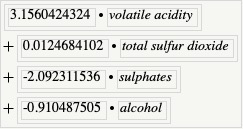 3.1560424324 • volatile acidity
+ 0.0124684102 • total sulfur dioxide
+ -2.092311536 • sulphates
+ -0.910487505 • alcohol